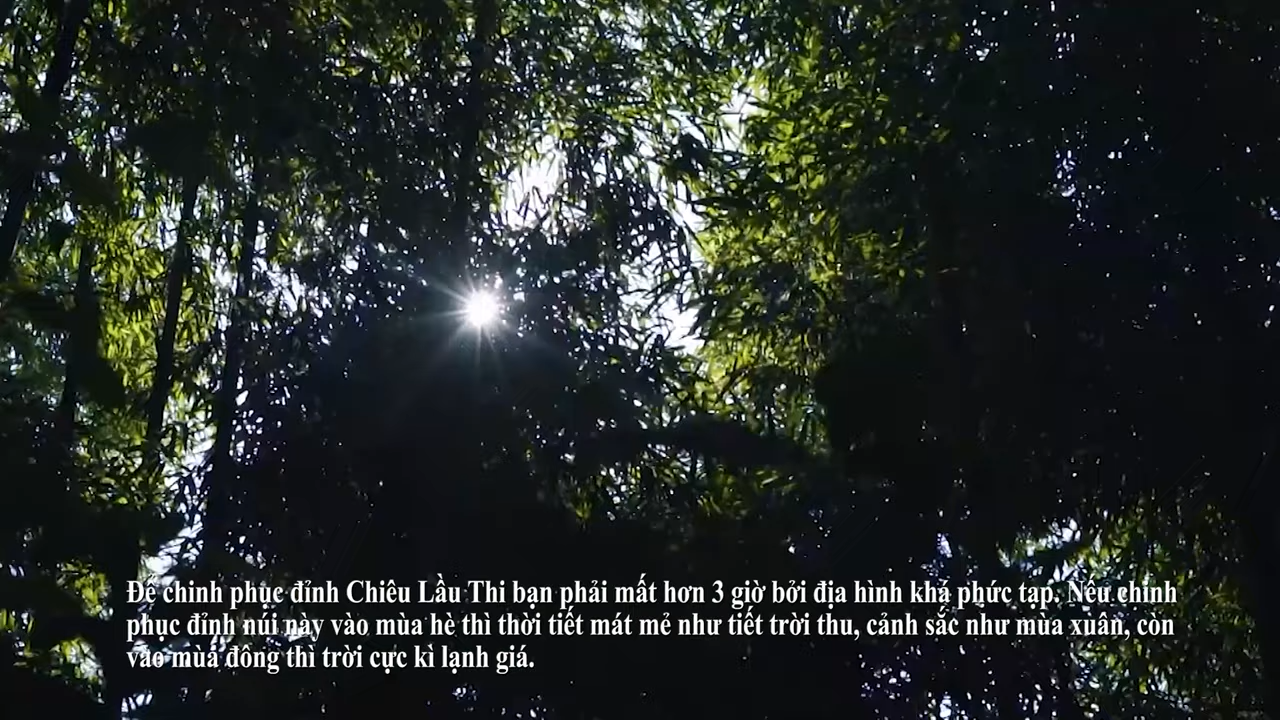 Để chinh phục đỉnh Chiêu Lầu Thi bạn phải mất hơn 3 giờ bởi địa hình khá phức tạp. Nếu chinh
phục đỉnh núi này vào mùa hè thì thời tiết mát mẻ như tiết trời thu, cảnh sắc như mùa xuân, còn
vào mùa đông thì trời cực kì lạnh giá.